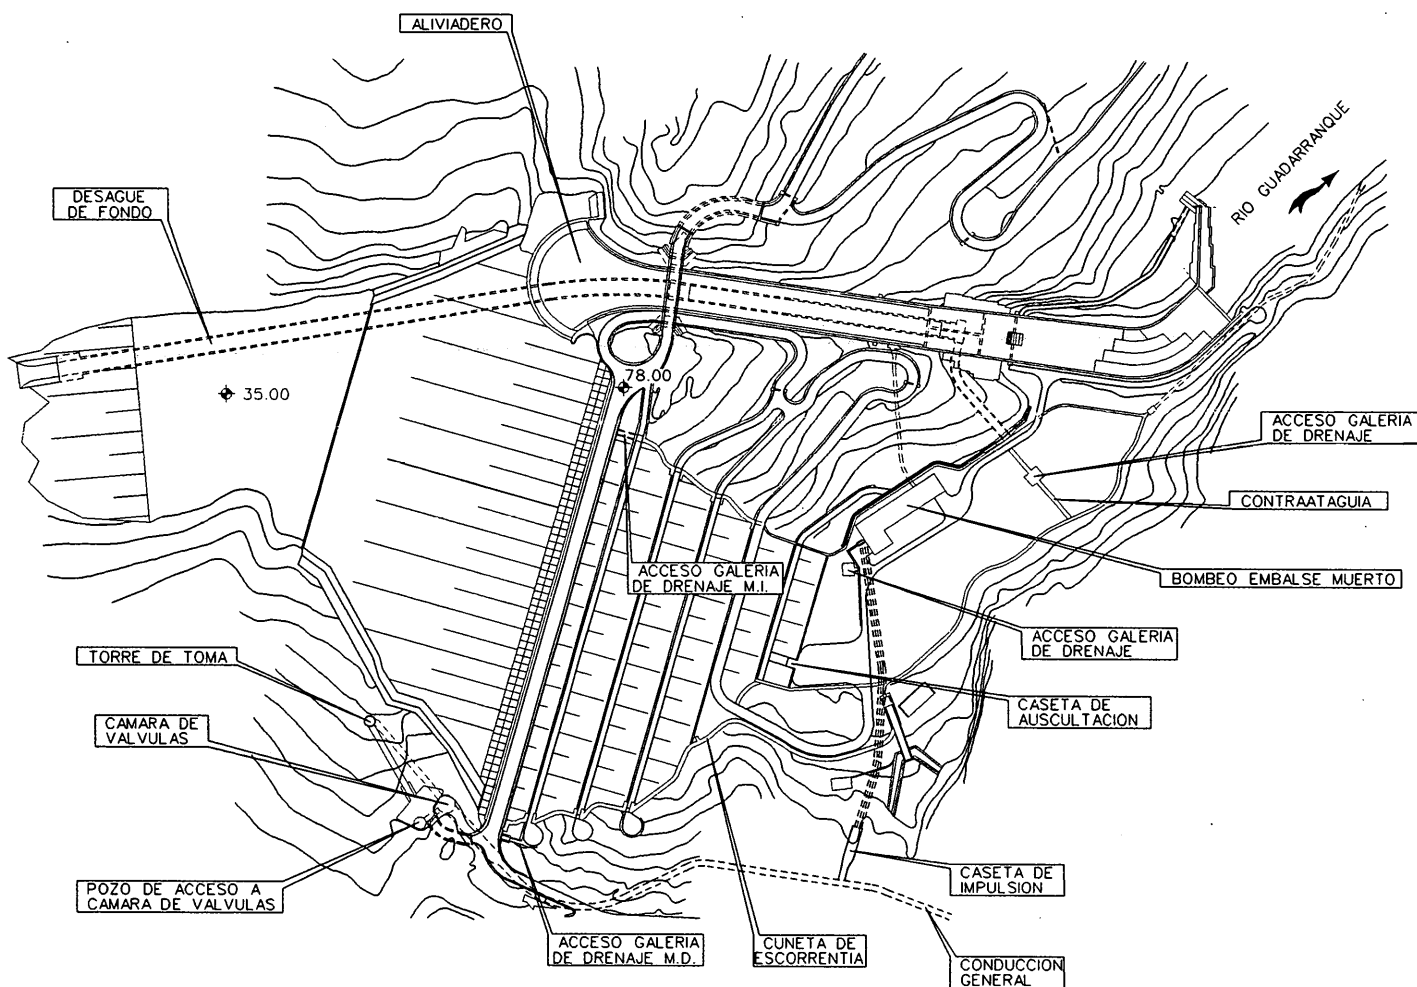 ALIVIADERO
DESAGUE
DE FONDO
RIO GUADARRANQUE
78.00
35.00
ACCESO GALERIA
DE DRENAJE
CONTRAATAGUIA
ACCESO GALERIA
DE DRENAJE M.I.
BOMBEO EMBALSE MUERTO
ACCESO GALERIA
DE DRENAJE
TORRE DE TOMA
CASETA DE
AUSCULTACION
CAMARA DE
VALVULAS
CASETA DE
IMPULSION
POZO DE ACCESO A
CAMARA DE VALVULAS
ACCESO GALERIA
DE DRENAJE M.D.
CUNETA DE
ESCORRENTIA
CONDUCCION
GENERAL